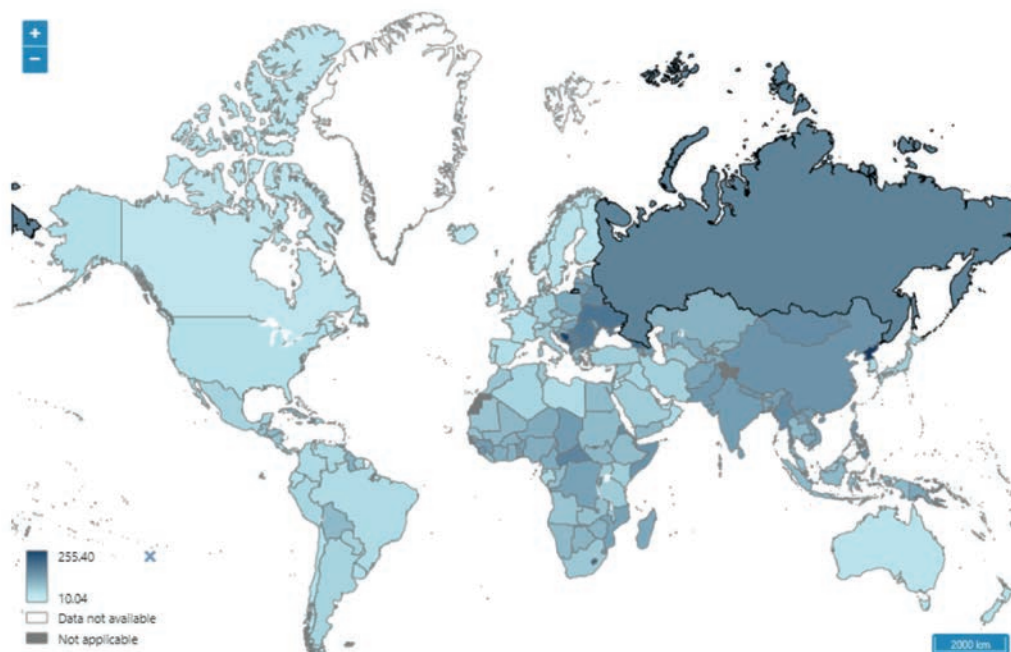 +
−
255.40
10.04
Data not available
Not applicable
2000 km